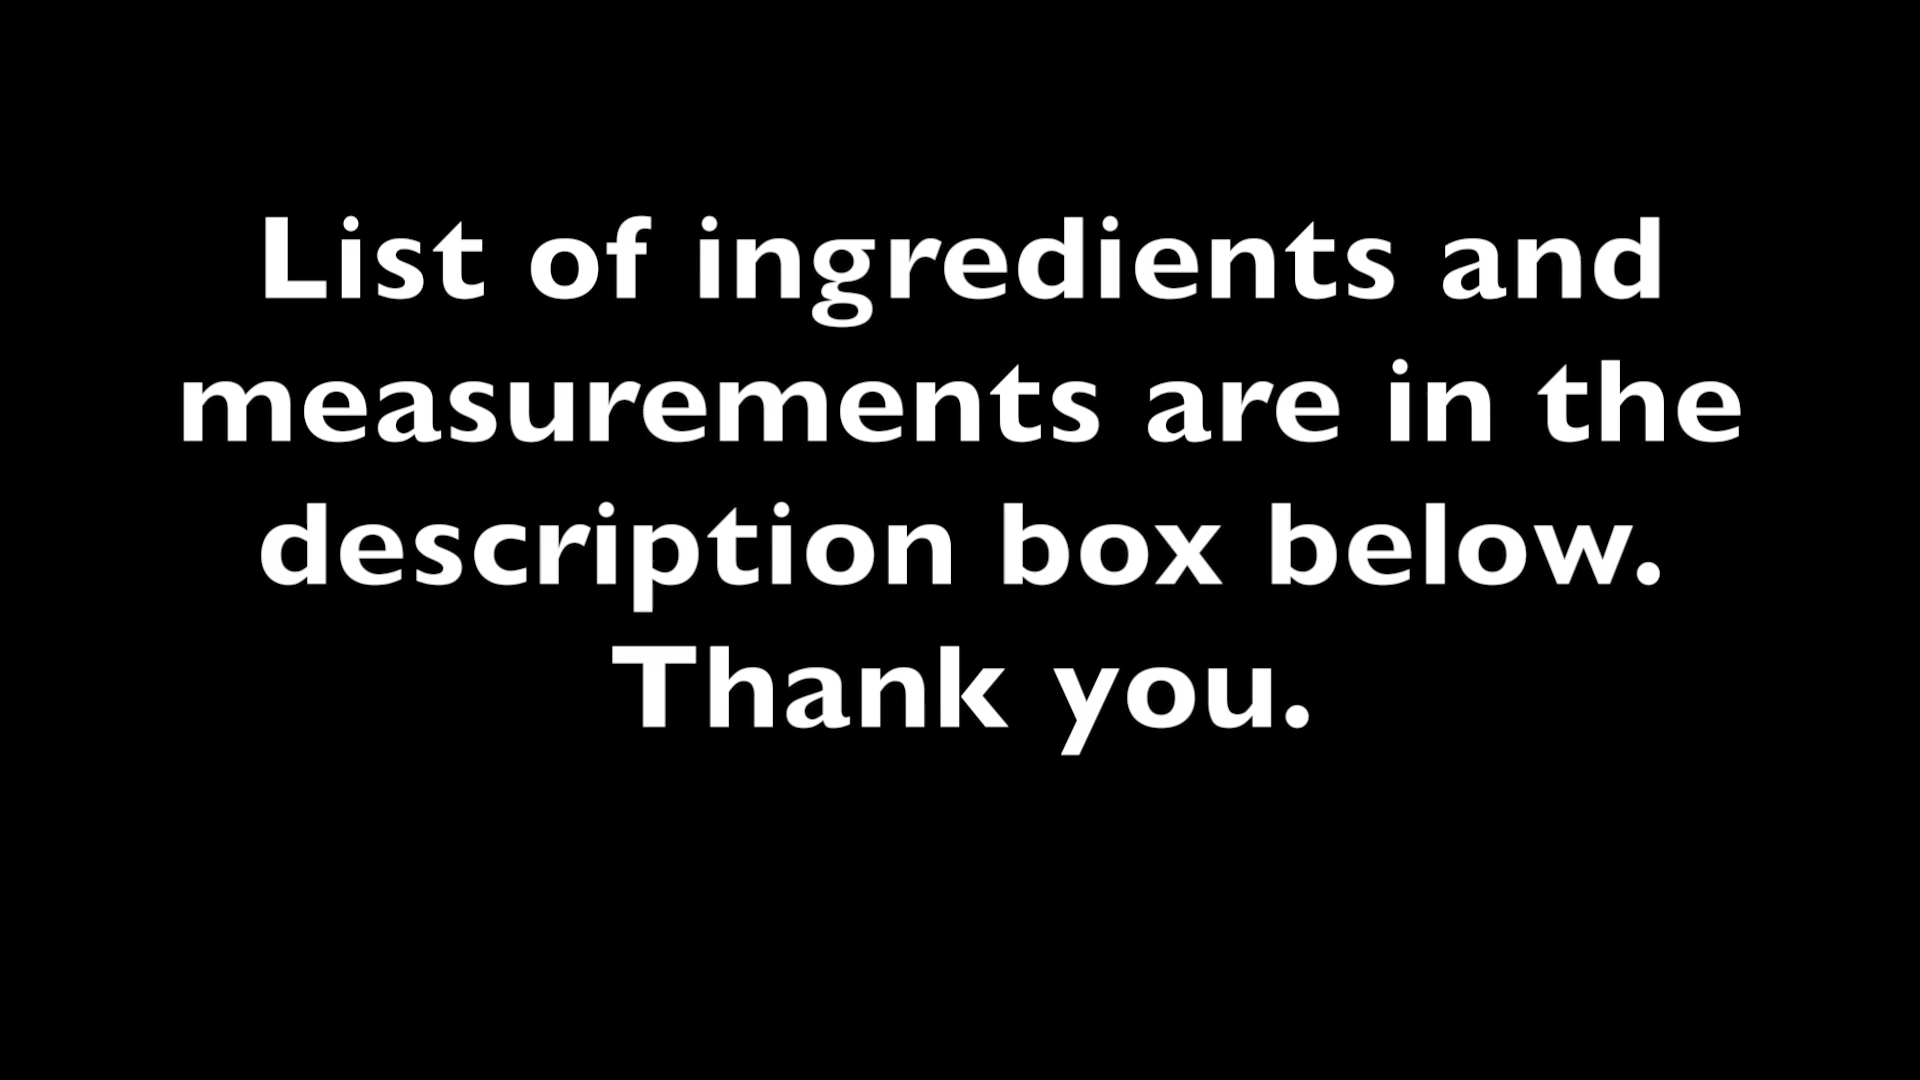 List of ingredients and
measurements are in the
description box below.
Thank you.